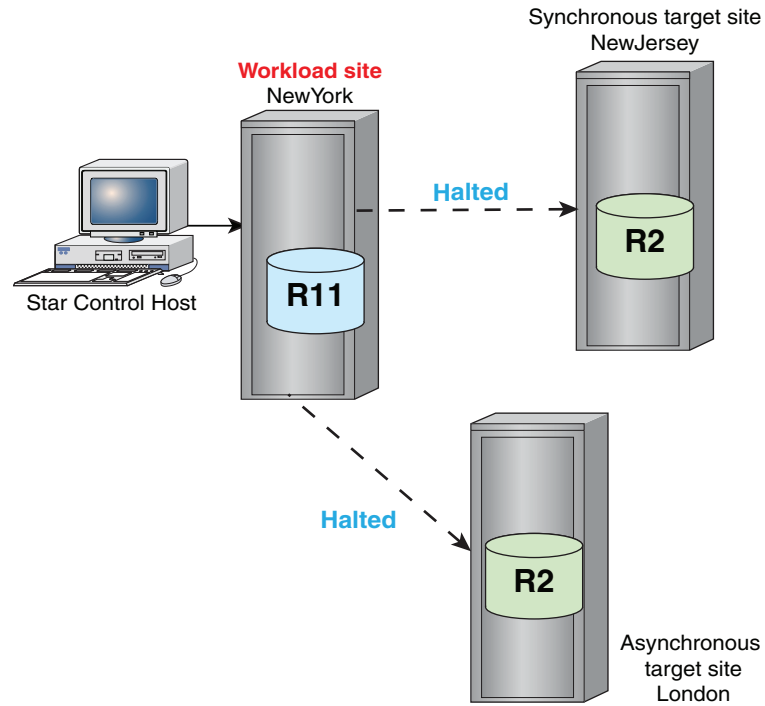 Synchronous target site
NewJersey
Workload site
NewYork
Halted
R2
R11
Star Control Host
Halted
R2
Asynchronous
target site
London